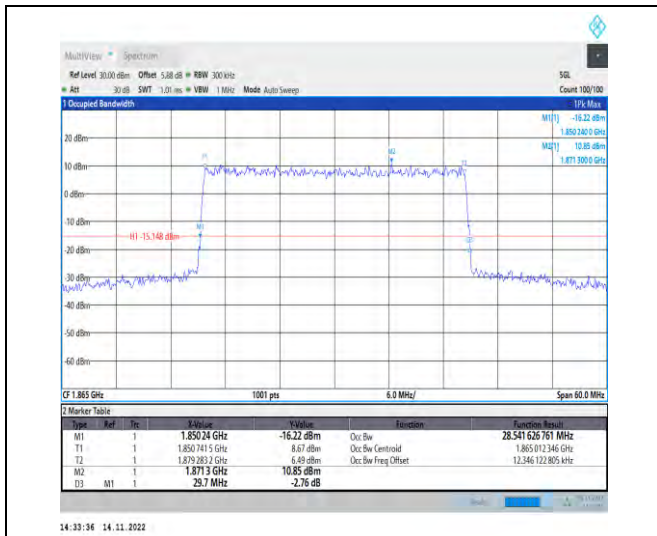 MultiView Spectrum
Ref Level 30.00 dBm Offset 5.88 dB RBW 300 kHz SGL
Att 30 dB SWT 1.01 ms VBW 1 MHz Mode Auto Sweep Count 100/100
1 Occupied Bandwidth 1Pk Max
M1[1] -16.22 dBm
1.850 240 0 GHz
M2[1] 10.85 dBm
1.871 300 0 GHz
20 dBm
M2
T1
T2
10 dBm
0 dBm
-10 dBm
M1
H1 -15.148 dBm
D3
-20 dBm
-30 dBm
-40 dBm
-50 dBm
-60 dBm
CF 1.865 GHz 1001 pts 6.0 MHz/ Span 60.0 MHz
2 Marker Table
Type Ref Trc X-Value Y-Value Function Function Result
M1 1 1.85024 GHz -16.22 dBm Occ Bw 28.541 626 761 MHz
T1 1 1.850 741 5 GHz 8.67 dBm Occ Bw Centroid 1.865 012 346 GHz
T2 1 1.879 283 2 GHz 6.49 dBm Occ Bw Freq Offset 12.346 122 805 kHz
M2 1 1.8713 GHz 10.85 dBm
D3 M1 1 29.7 MHz -2.76 dB
14:33:36 14.11.2022